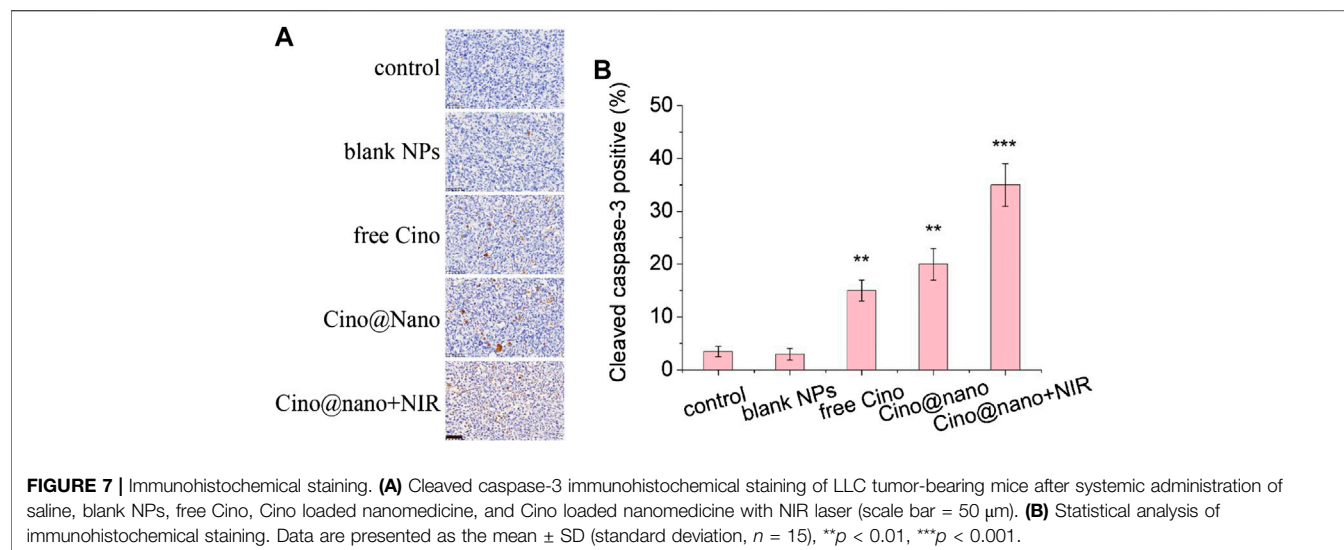 A
control
blank NPs
free Cino
Cino@Nano
Cino@nano+NIR
B
Cleaved caspase-3 positive (%)
50
40
30
20
10
0
**
**
***
control
blank NPs
free Cino
Cino@nano
Cino@nano+NIR
FIGURE 7 | Immunohistochemical staining. (A) Cleaved caspase-3 immunohistochemical staining of LLC tumor-bearing mice after systemic administration of
saline, blank NPs, free Cino, Cino loaded nanomedicine, and Cino loaded nanomedicine with NIR laser (scale bar = 50 μm). (B) Statistical analysis of
immunohistochemical staining. Data are presented as the mean ± SD (standard deviation, n = 15), **p < 0.01, ***p < 0.001.